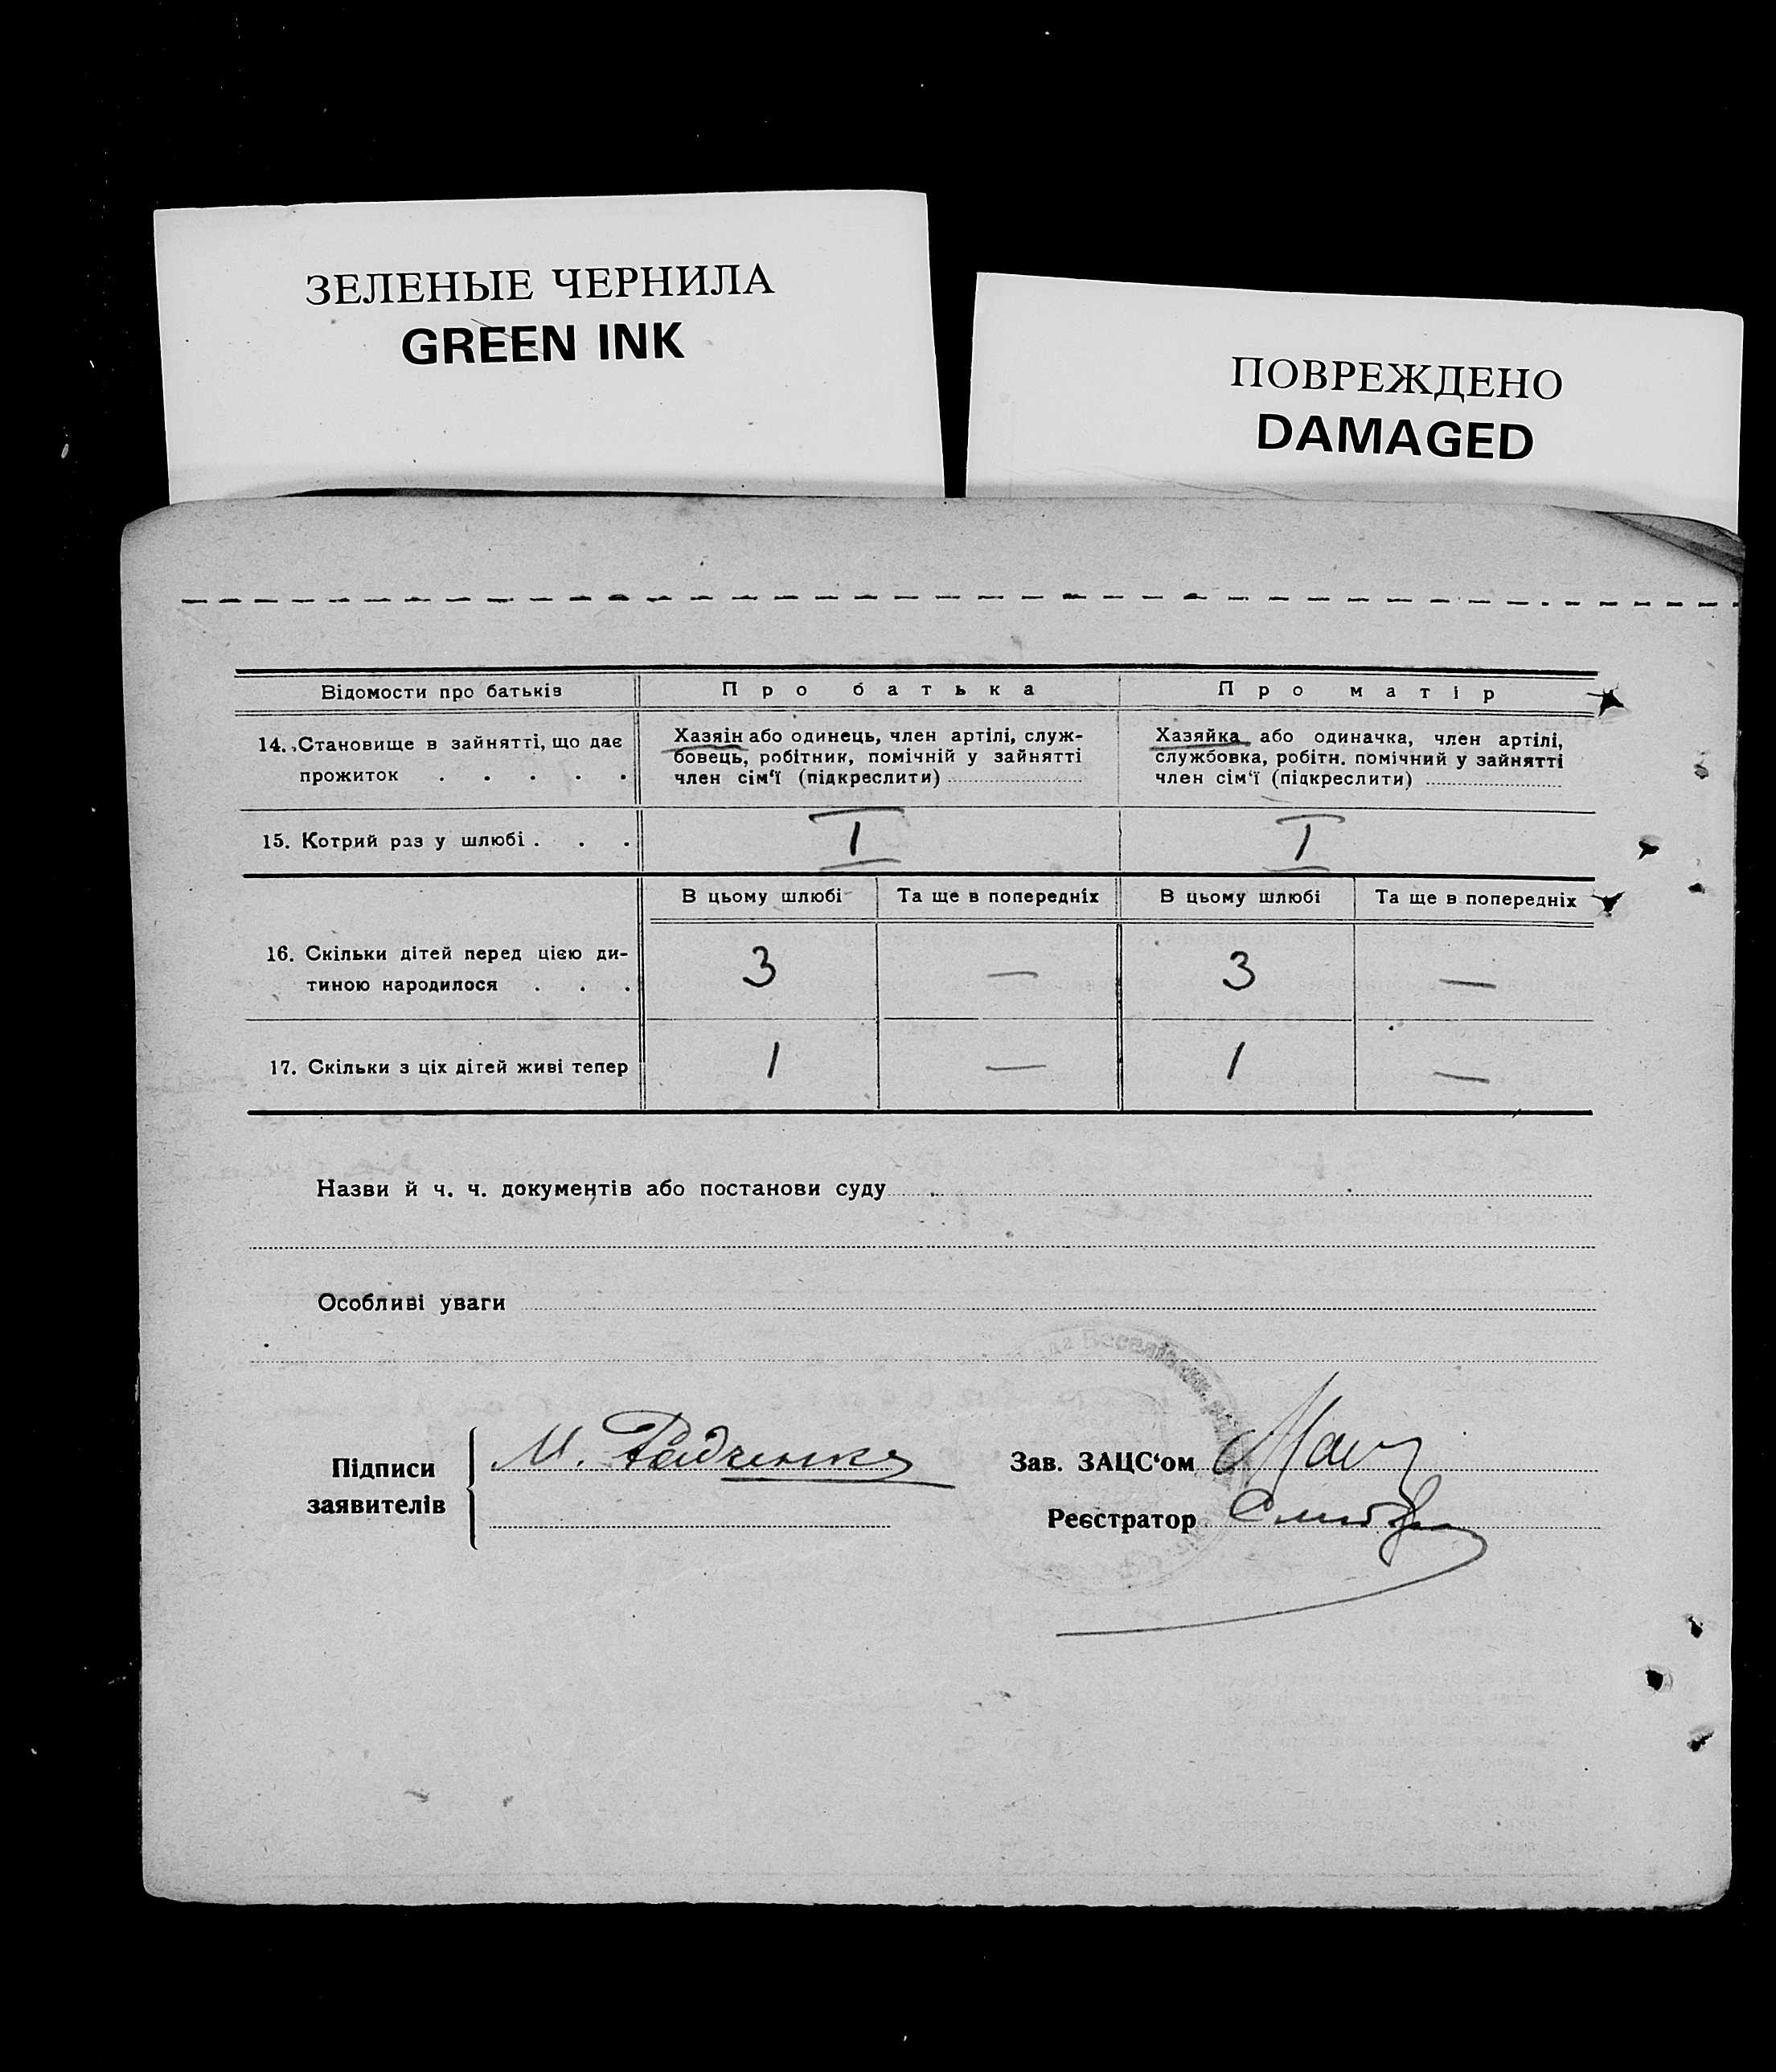 ЗЕЛЕНЫЕ ЧЕРНИЛА
GREEN INK
ПОВРЕЖДЕНО
DAMAGED
Відомости про батьків Про батька Про матір
14. Становище в зайнятті, що дає
прожиток . . . . .
Хазяін або одинець, член артілі, служ-
бовець, робітник, помічній у зайнятті
член сім‘ї (підкреслити)
Хазяйка або одиначка, член артілі,
службовка, робітн. помічний у зайнятті
член сім‘ї (підкреслити)
15. Котрий раз у шлюбі . . . I I
В цьому шлюбі Та ще в попередніх В цьому шлюбі Та ще в попередніх
16. Скільки дітей перед цією ди-
тиною народилося . . . 3 — 3 —
17. Скільки з ціх дітей живі тепер 1 — 1 —
Назви й ч. ч. документів або постанови суду
Особливі уваги
Підписи
заявителів
М. Радченко
Зав. ЗАЦС‘ом
Реєстратор